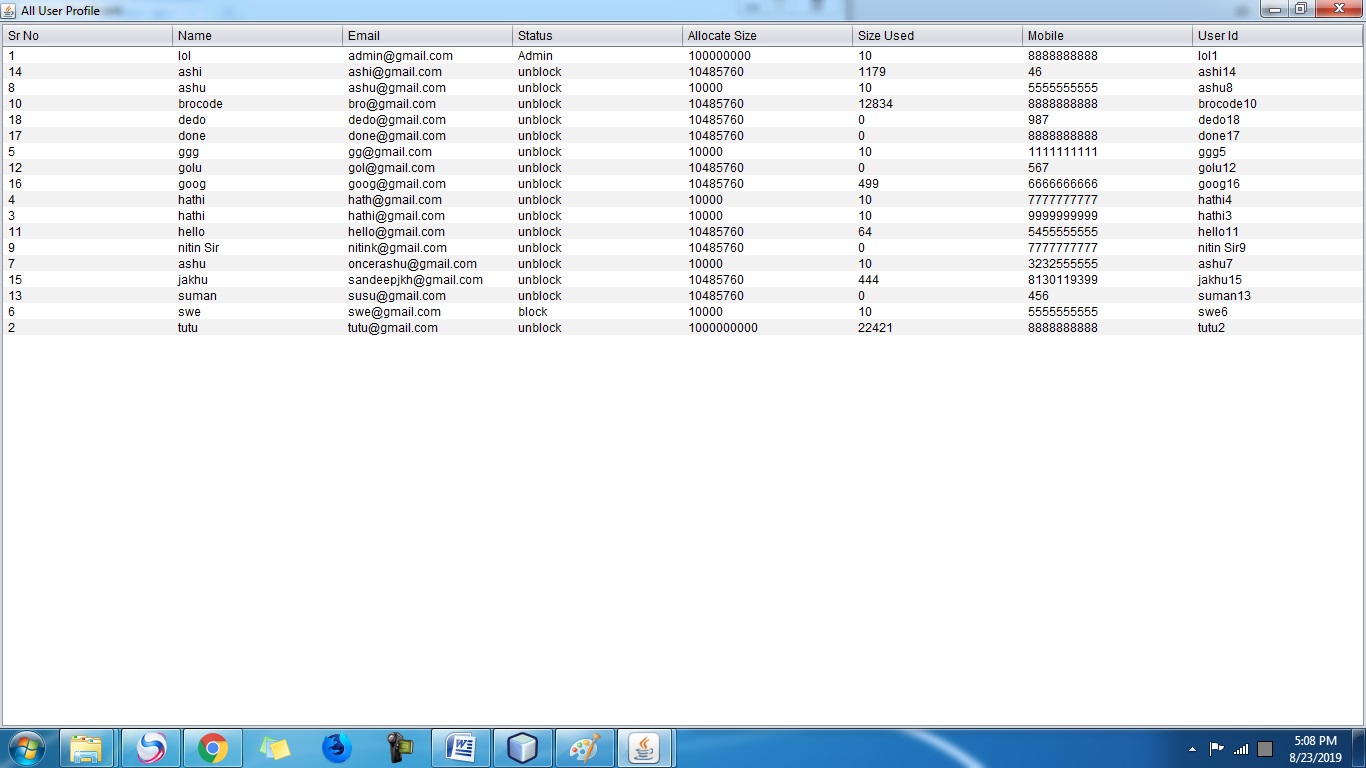 All User Profile
Sr No Name Email Status Allocate Size Size Used Mobile User Id
1 lol admin@gmail.com Admin 100000000 10 8888888888 lol1
14 ashi ashi@gmail.com unblock 10485760 1179 46 ashi14
8 ashu ashu@gmail.com unblock 10000 10 5555555555 ashu8
10 brocode bro@gmail.com unblock 10485760 12834 8888888888 brocode10
18 dedo dedo@gmail.com unblock 10485760 0 987 dedo18
17 done done@gmail.com unblock 10485760 0 8888888888 done17
5 ggg gg@gmail.com unblock 10000 10 1111111111 ggg5
12 golu gol@gmail.com unblock 10485760 0 567 golu12
16 goog goog@gmail.com unblock 10485760 499 6666666666 goog16
4 hathi hath@gmail.com unblock 10000 10 7777777777 hathi4
3 hathi hathi@gmail.com unblock 10000 10 9999999999 hathi3
11 hello hello@gmail.com unblock 10485760 64 5455555555 hello11
9 nitin Sir nitink@gmail.com unblock 10485760 0 7777777777 nitin Sir9
7 ashu oncerashu@gmail.com unblock 10000 10 3232555555 ashu7
15 jakhu sandeepjkh@gmail.com unblock 10485760 444 8130119399 jakhu15
13 suman susu@gmail.com unblock 10485760 0 456 suman13
6 swe swe@gmail.com block 10000 10 5555555555 swe6
2 tutu tutu@gmail.com unblock 1000000000 22421 8888888888 tutu2
5:08 PM
8/23/2019